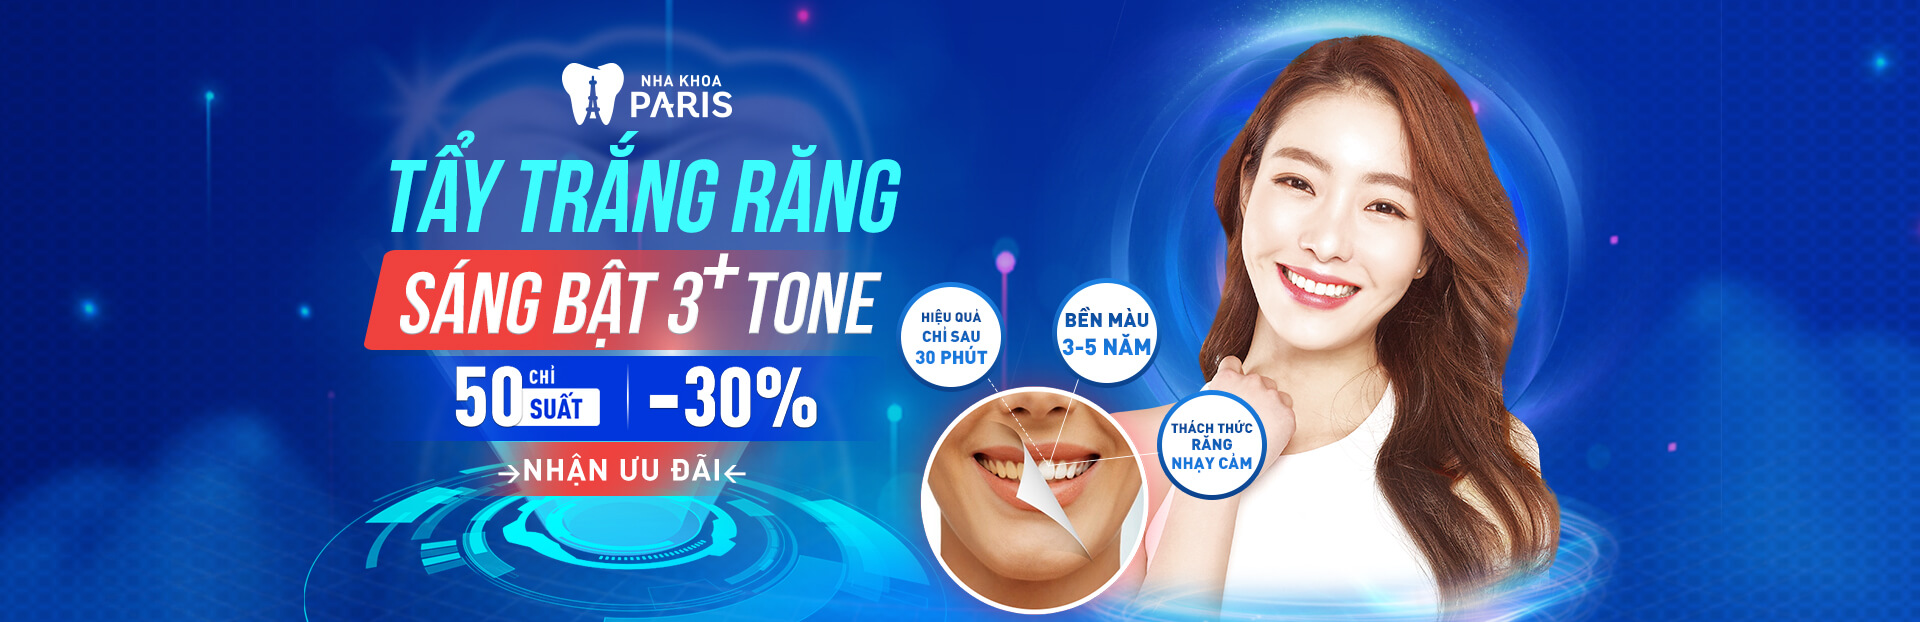 NHA KHOA
PARIS
TẨY TRẮNG RĂNG
SÁNG BẬT 3+ TONE
50 CHỈ SUẤT -30%
NHẬN ƯU ĐÃI
HIỆU QUẢ
CHỈ SAU
30 PHÚT
BỀN MÀU
3-5 NĂM
THÁCH THỨC
RĂNG
NHẠY CẢM